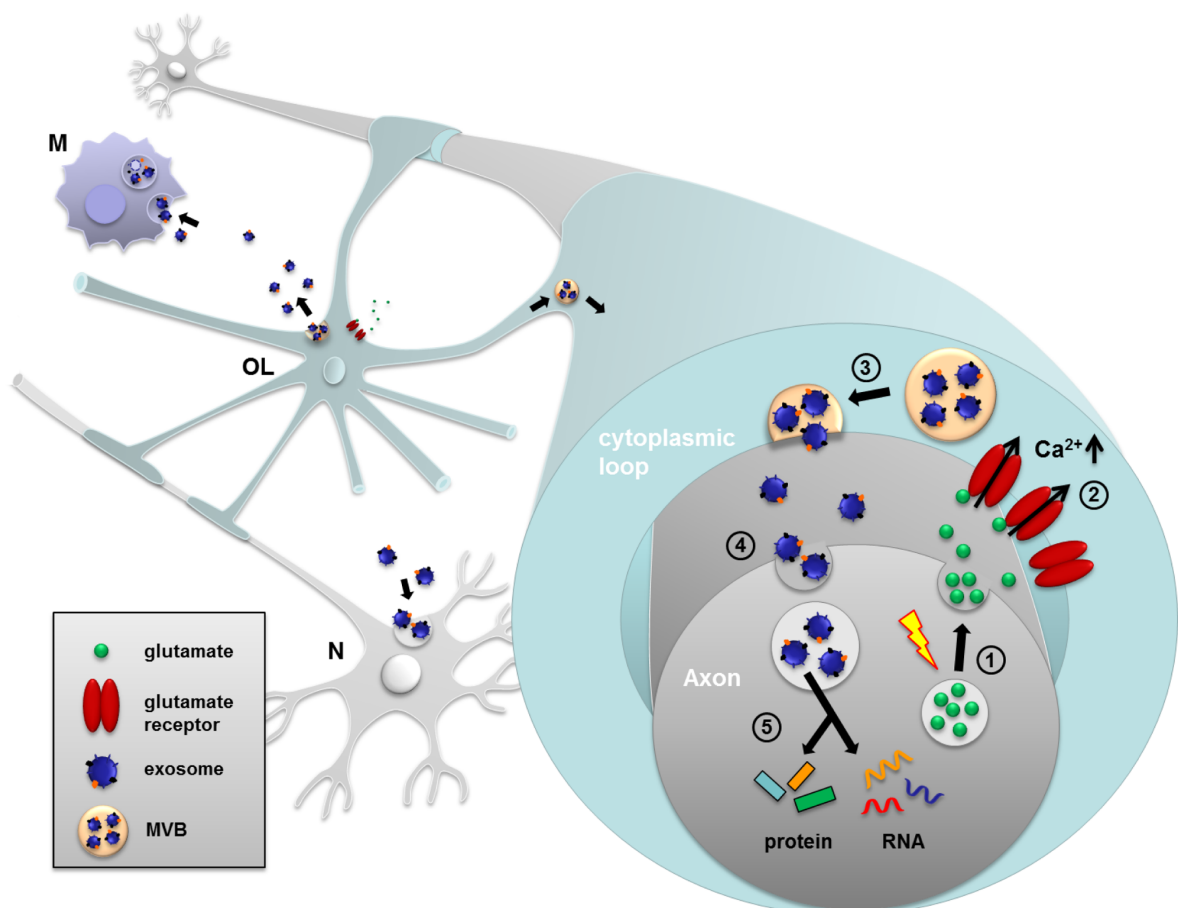 M
OL
N
cytoplasmic
loop
3
Ca²⁺
2
4
1
Axon
5
protein
RNA
glutamate
glutamate
receptor
exosome
MVB